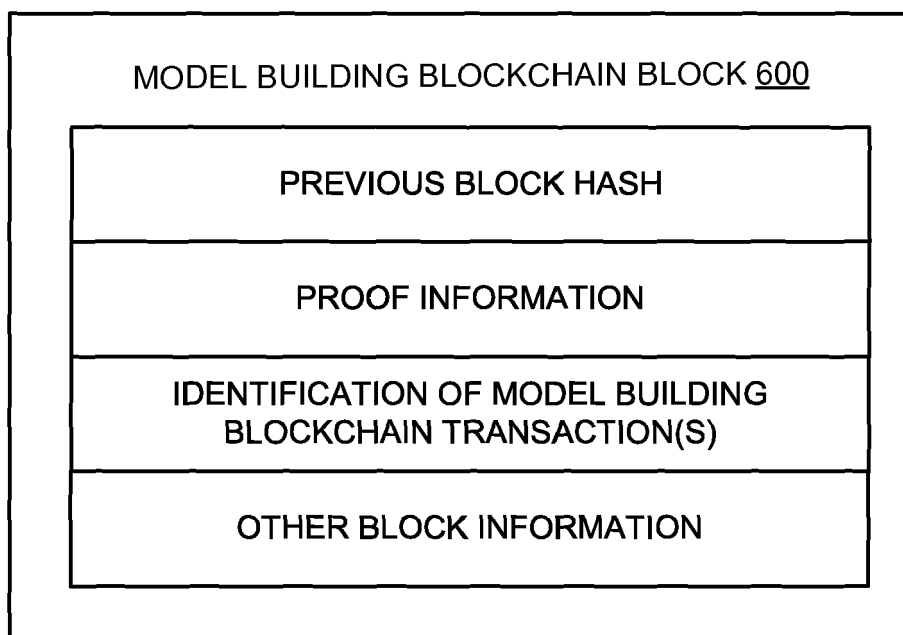 MODEL BUILDING BLOCKCHAIN BLOCK 600
PREVIOUS BLOCK HASH
PROOF INFORMATION
IDENTIFICATION OF MODEL BUILDING
BLOCKCHAIN TRANSACTION(S)
OTHER BLOCK INFORMATION